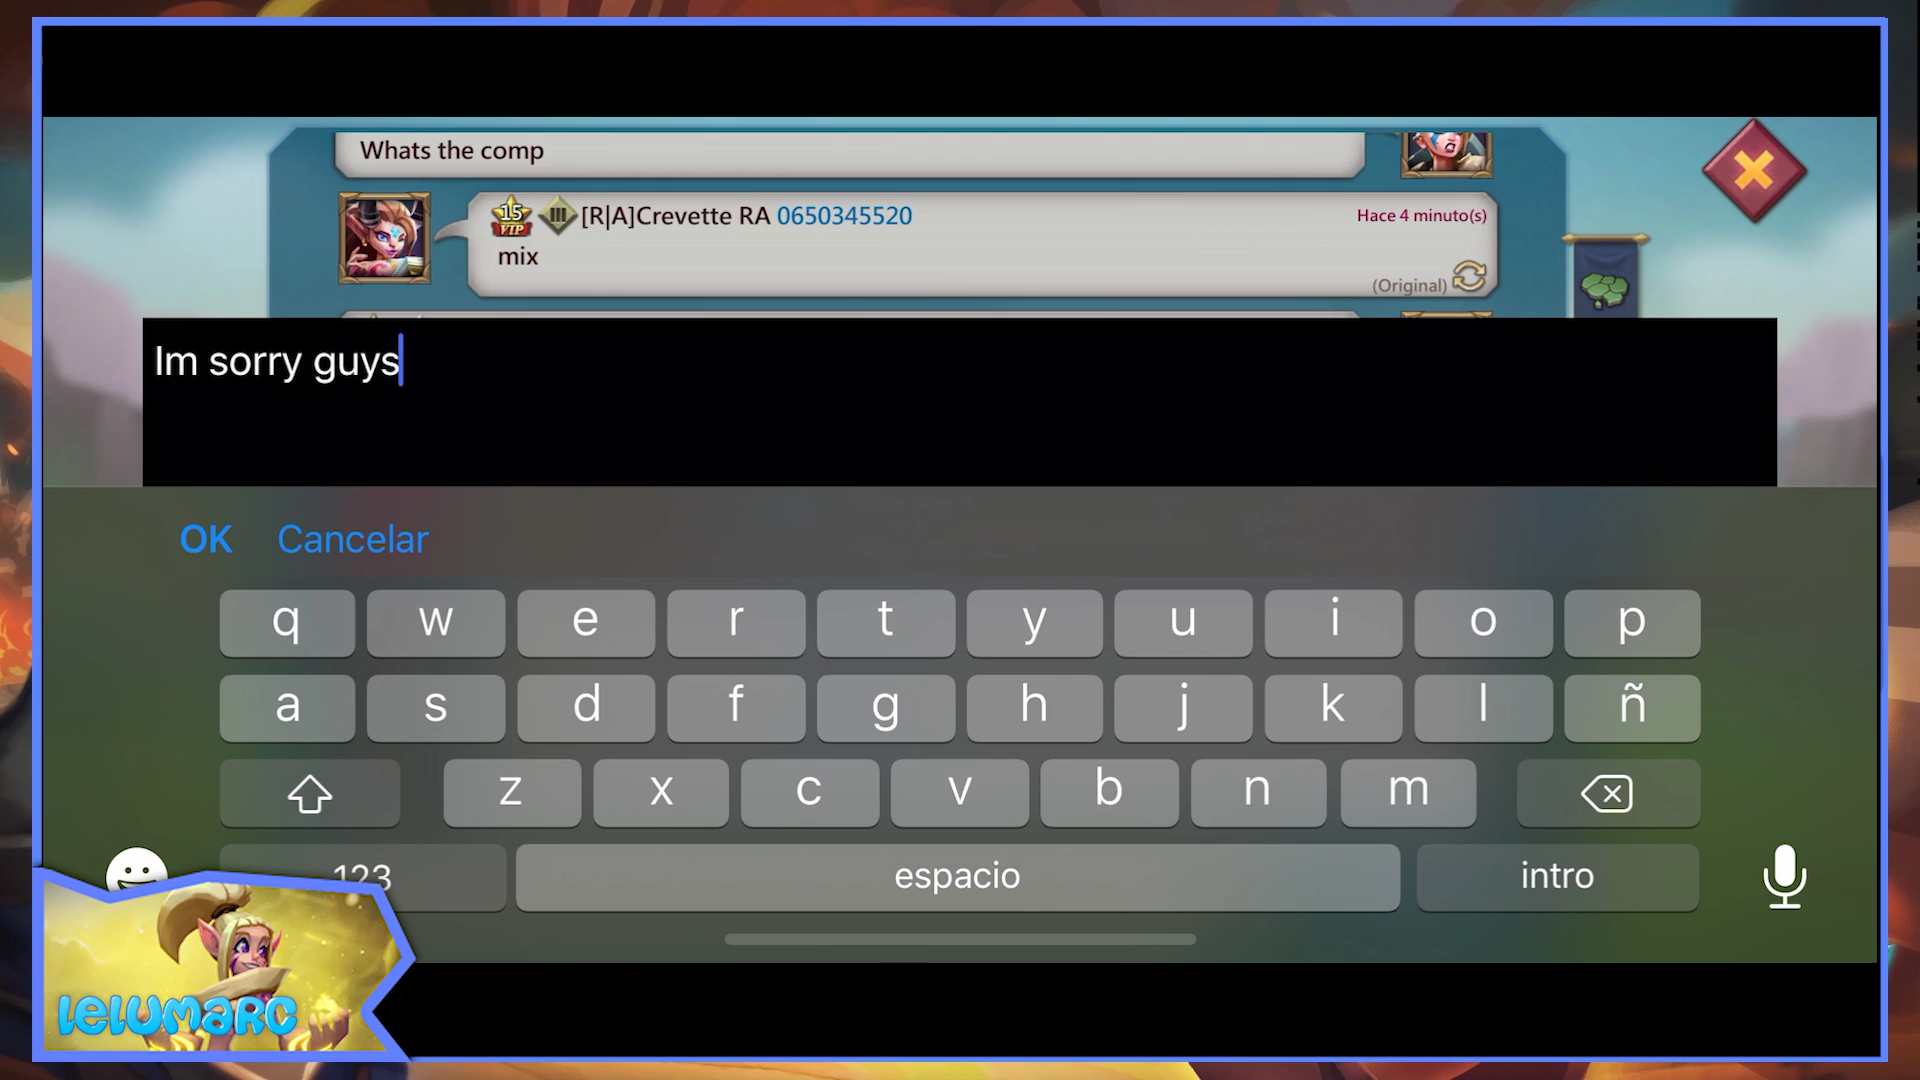 Whats the comp
15 VIP III [R|A]Crevette RA 0650345520 Hace 4 minuto(s)
mix
(Original)
Im sorry guys
OK Cancelar
q w e r t y u i o p
a s d f g h j k l ñ
z x c v b n m
123 espacio intro
LELUMARC